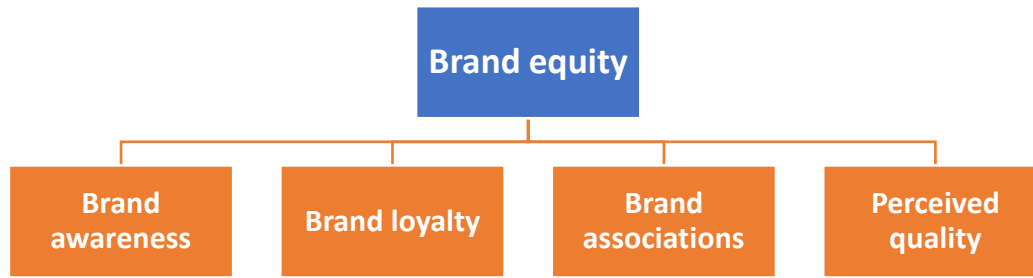 Brand equity
Brand
awareness
Brand loyalty
Brand
associations
Perceived
quality